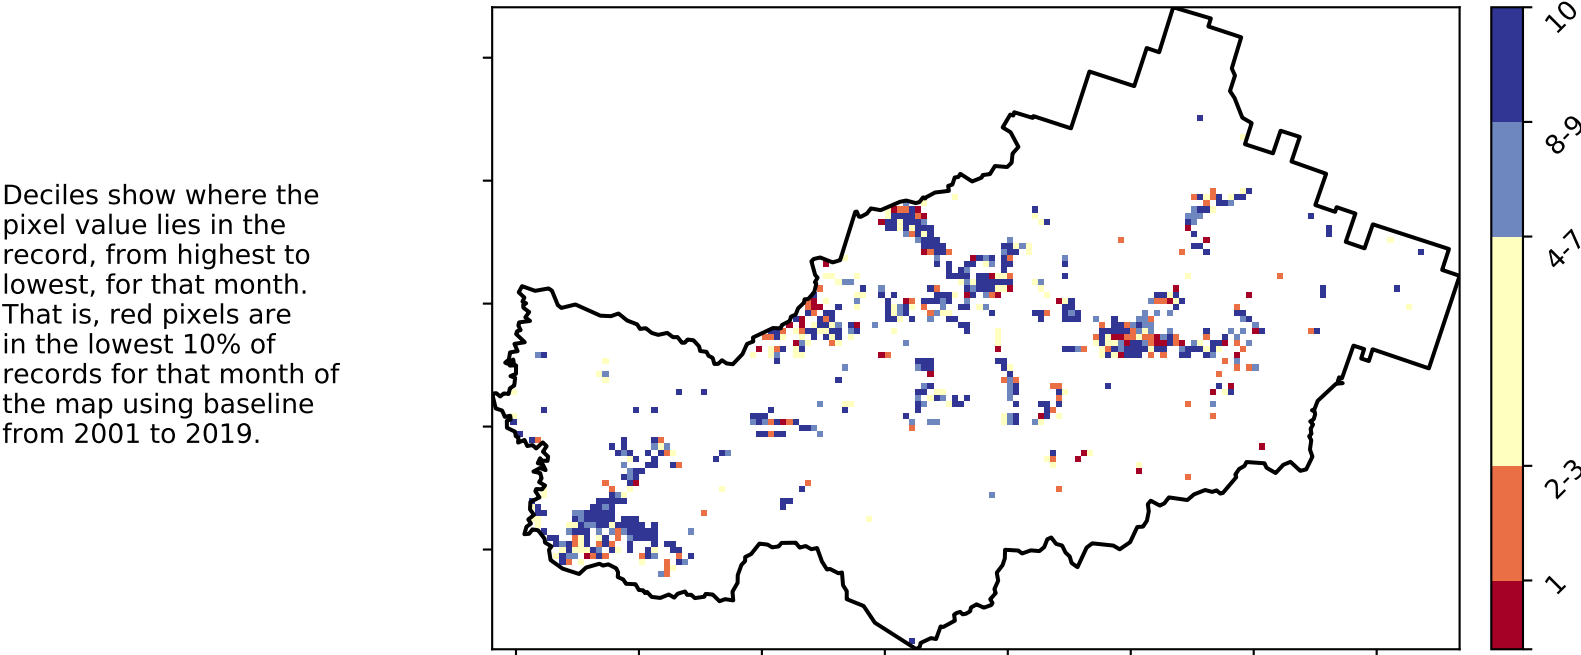 Deciles show where the
pixel value lies in the
record, from highest to
lowest, for that month.
That is, red pixels are
in the lowest 10% of
records for that month of
the map using baseline
from 2001 to 2019.
10
8-9
4-7
2-3
1